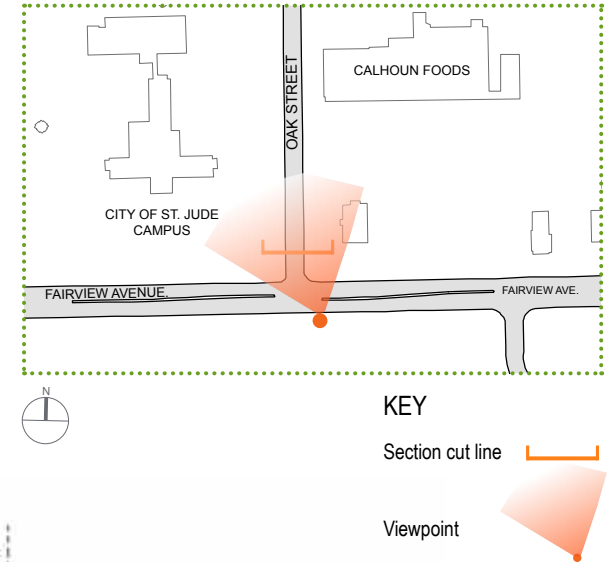 OAK STREET
CALHOUN FOODS
CITY OF ST. JUDE
CAMPUS
FAIRVIEW AVENUE.
FAIRVIEW AVE.
N
KEY
Section cut line
Viewpoint